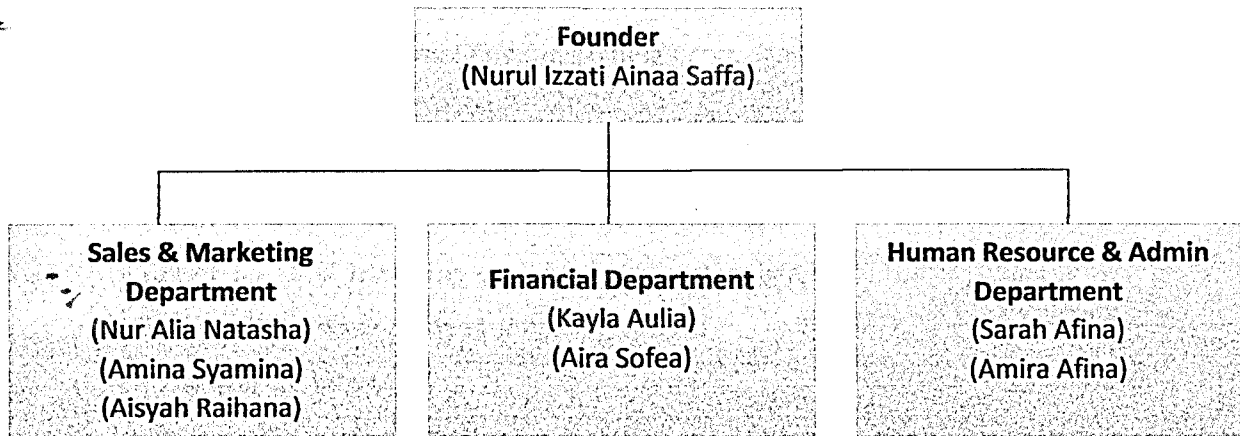 Founder
(Nurul Izzati Ainaa Saffa)
Sales & Marketing
Department
(Nur Alia Natasha)
(Amina Syamina)
(Aisyah Raihana)
Financial Department
(Kayla Aulia)
(Aira Sofea)
Human Resource & Admin
Department
(Sarah Afina)
(Amira Afina)